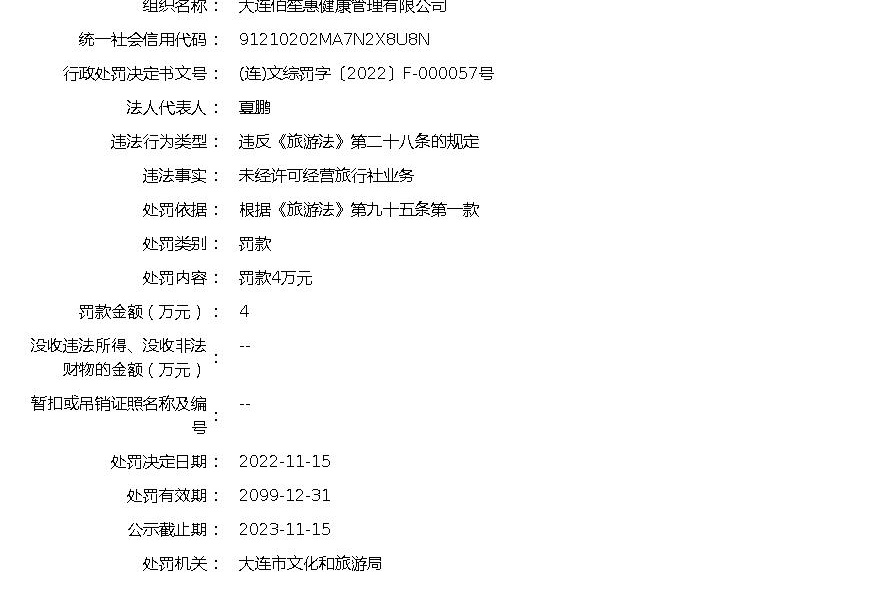 组织名称： 大连佰笙惠健康管理有限公司
统一社会信用代码： 91210202MA7N2X8U8N
行政处罚决定书文号： (连)文综罚字〔2022〕F-000057号
法人代表人： 夏鹏
违法行为类型： 违反《旅游法》第二十八条的规定
违法事实： 未经许可经营旅行社业务
处罚依据： 根据《旅游法》第九十五条第一款
处罚类别： 罚款
处罚内容： 罚款4万元
罚款金额（万元）： 4
没收违法所得、没收非法
财物的金额（万元）： --
暂扣或吊销证照名称及编
号： --
处罚决定日期： 2022-11-15
处罚有效期： 2099-12-31
公示截止期： 2023-11-15
处罚机关： 大连市文化和旅游局